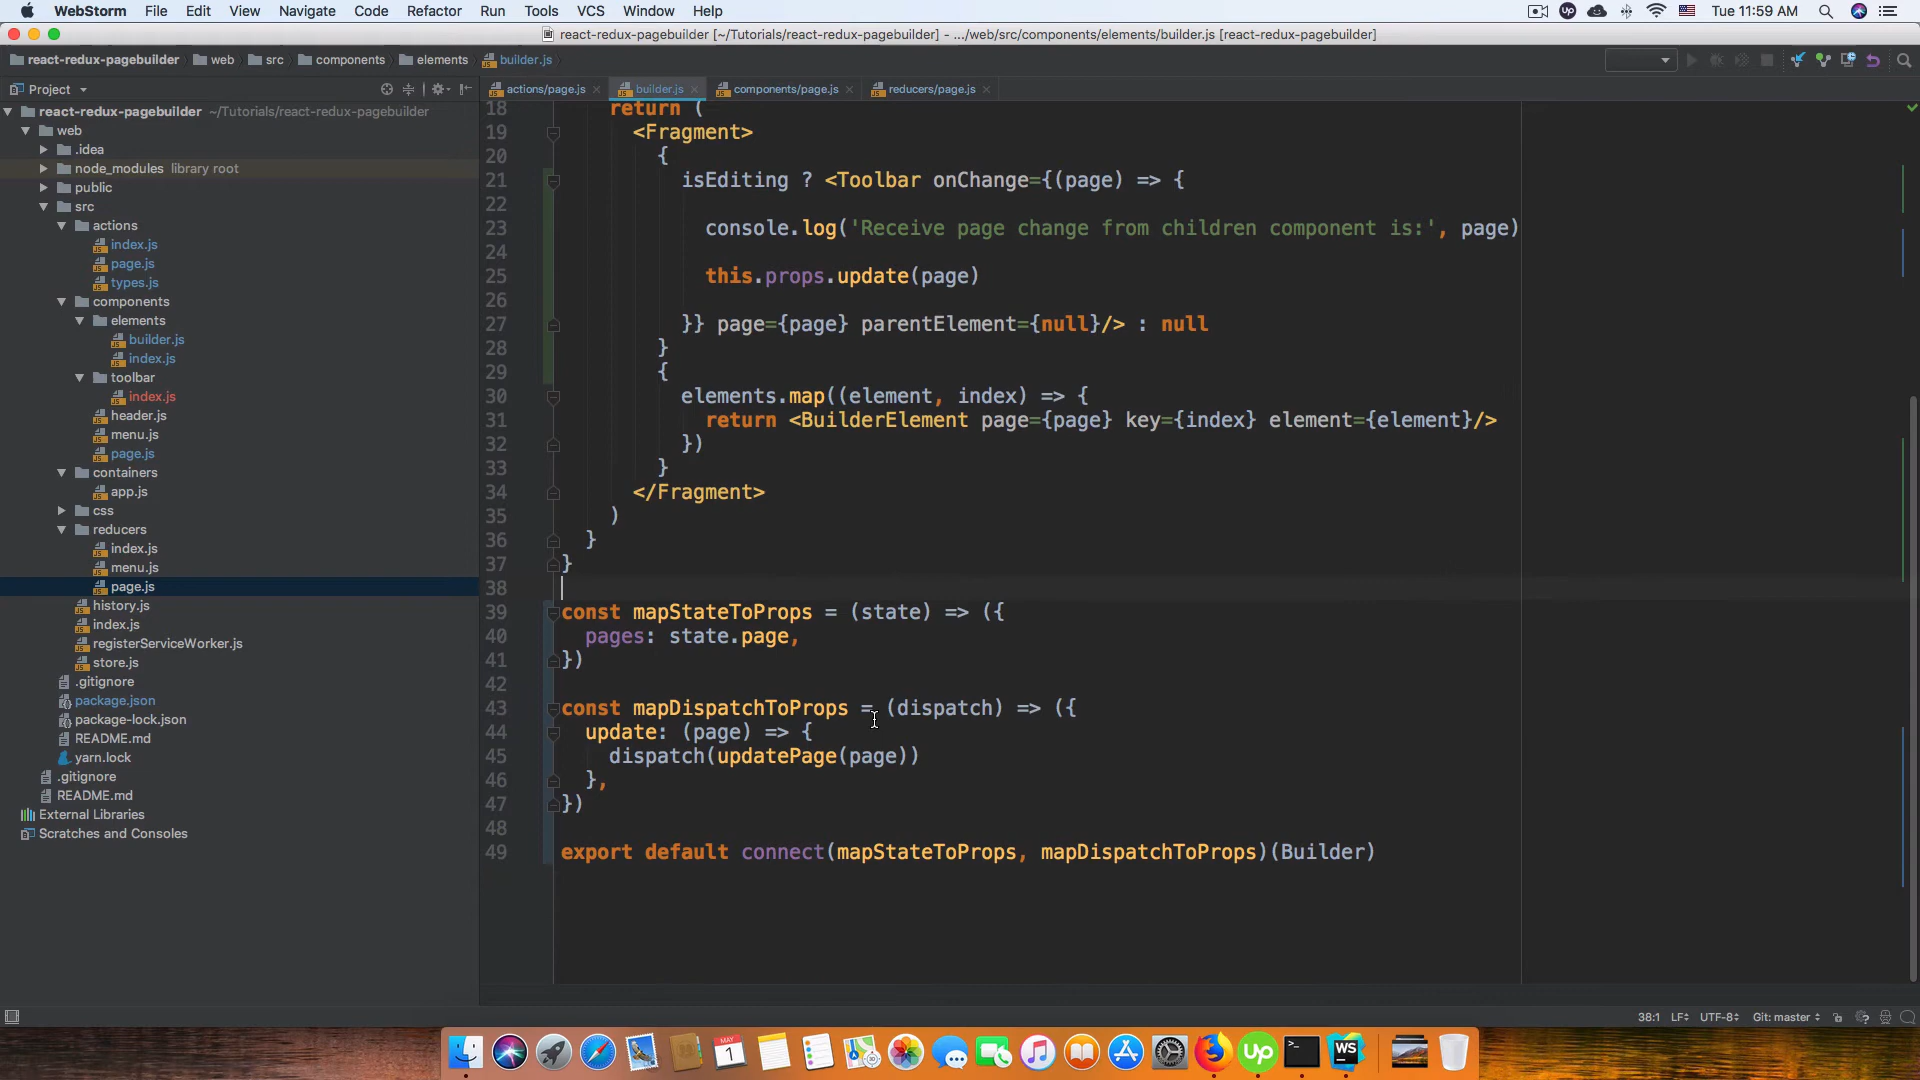 WebStorm File Edit View Navigate Code Refactor Run Tools VCS Window Help Tue 11:59 AM
react-redux-pagebuilder [~/Tutorials/react-redux-pagebuilder] - .../web/src/components/elements/builder.js [react-redux-pagebuilder]
react-redux-pagebuilder web src components elements builder.js
Project
actions/page.js builder.js components/page.js reducers/page.js
react-redux-pagebuilder ~/Tutorials/react-redux-pagebuilder
web
.idea
node_modules library root
public
src
actions
index.js
page.js
types.js
components
elements
builder.js
index.js
toolbar
index.js
header.js
menu.js
page.js
containers
app.js
css
reducers
index.js
menu.js
page.js
history.js
index.js
registerServiceWorker.js
store.js
.gitignore
package.json
package-lock.json
README.md
yarn.lock
.gitignore
README.md
External Libraries
Scratches and Consoles
18 return (
19 <Fragment>
20 {
21 isEditing ? <Toolbar onChange={(page) => {
22
23 console.log('Receive page change from children component is:', page)
24
25 this.props.update(page)
26
27 }} page={page} parentElement={null}/> : null
28 }
29 {
30 elements.map((element, index) => {
31 return <BuilderElement page={page} key={index} element={element}/>
32 })
33 }
34 </Fragment>
35 )
36 }
37 }
38
39 const mapStateToProps = (state) => ({
40 pages: state.page,
41 })
42
43 const mapDispatchToProps = (dispatch) => ({
44 update: (page) => {
45 dispatch(updatePage(page))
46 },
47 })
48
49 export default connect(mapStateToProps, mapDispatchToProps)(Builder)
38:1 LF UTF-8 Git: master
MAY
1
Up
WS